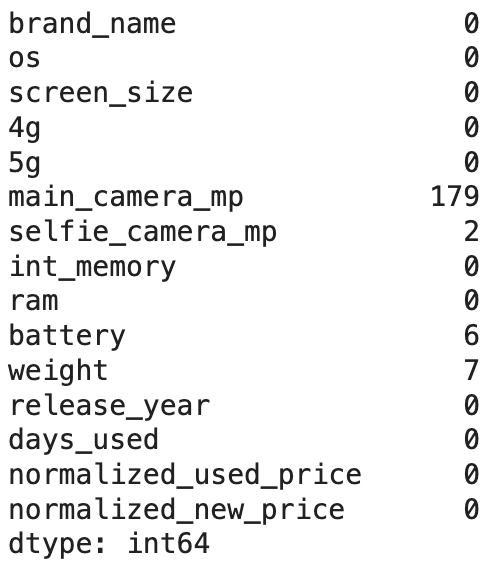 brand_name 0
os 0
screen_size 0
4g 0
5g 0
main_camera_mp 179
selfie_camera_mp 2
int_memory 0
ram 0
battery 6
weight 7
release_year 0
days_used 0
normalized_used_price 0
normalized_new_price 0
dtype: int64